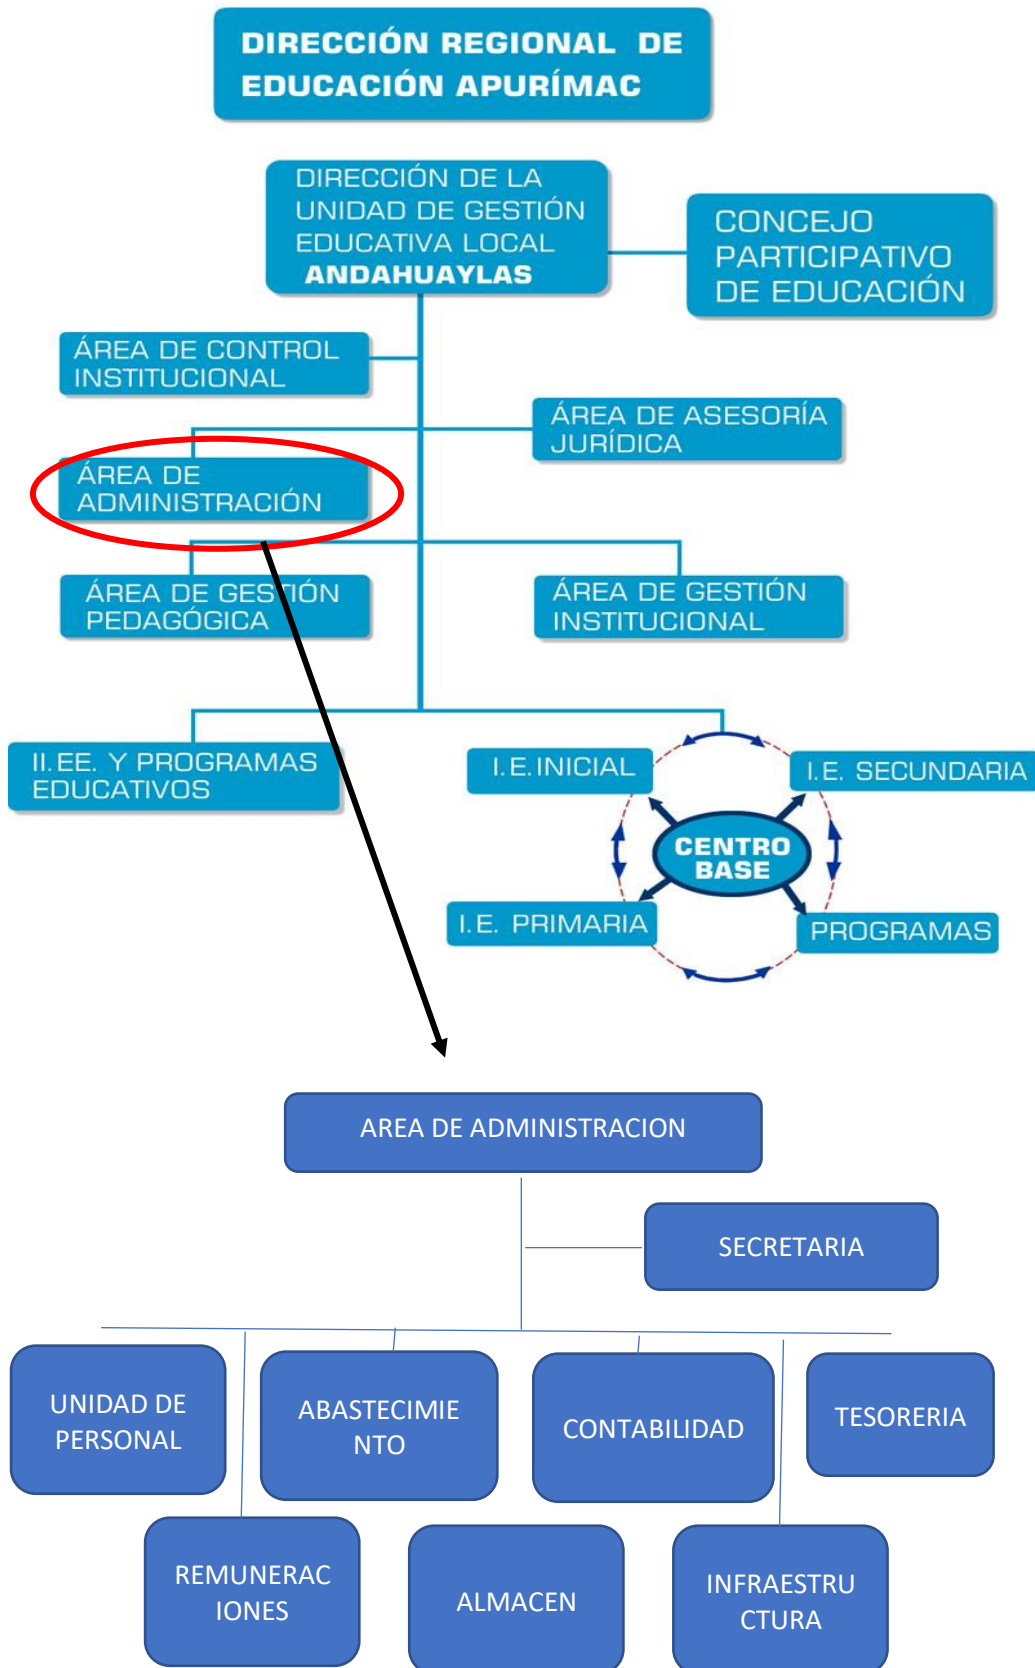 DIRECCIÓN REGIONAL DE
EDUCACIÓN APURÍMAC
DIRECCIÓN DE LA
UNIDAD DE GESTIÓN
EDUCATIVA LOCAL
ANDAHUAYLAS
CONCEJO
PARTICIPATIVO
DE EDUCACIÓN
ÁREA DE CONTROL
INSTITUCIONAL
ÁREA DE ASESORÍA
JURÍDICA
ÁREA DE
ADMINISTRACIÓN
ÁREA DE GESTIÓN
PEDAGÓGICA
ÁREA DE GESTIÓN
INSTITUCIONAL
II.EE. Y PROGRAMAS
EDUCATIVOS
I.E. INICIAL
I.E. SECUNDARIA
CENTRO
BASE
I.E. PRIMARIA
PROGRAMAS
AREA DE ADMINISTRACION
SECRETARIA
UNIDAD DE
PERSONAL
ABASTECIMIE
NTO
CONTABILIDAD
TESORERIA
REMUNERAC
IONES
ALMACEN
INFRAESTRU
CTURA